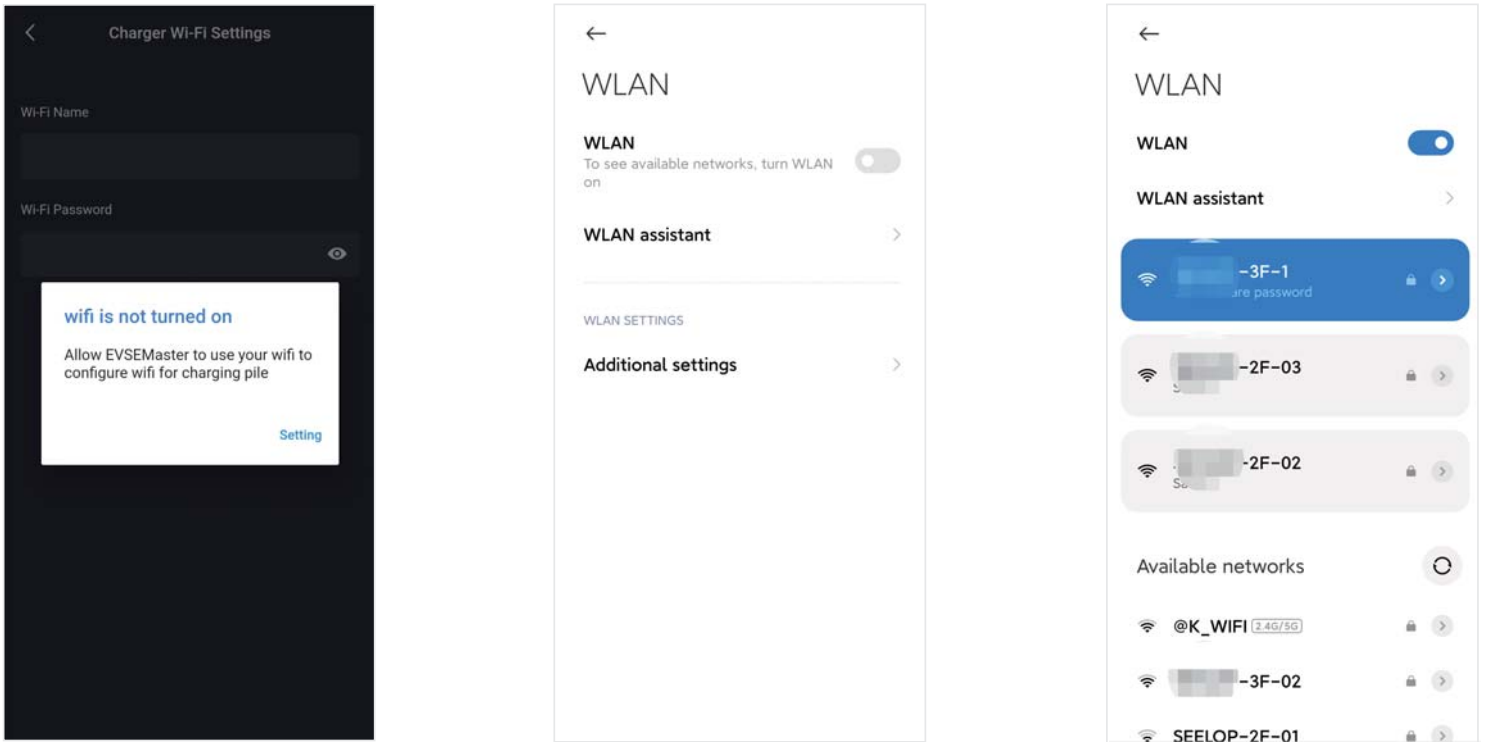 Charger Wi-Fi Settings
Wi-Fi Name
Wi-Fi Password
wifi is not turned on
Allow EVSEMaster to use your wifi to
configure wifi for charging pile
Setting
WLAN
WLAN
To see available networks, turn WLAN
on
WLAN assistant
WLAN SETTINGS
Additional settings
WLAN
WLAN
WLAN assistant
-3F-1
password
-2F-03
-2F-02
Available networks
@K_WIFI 2.4G/5G
-3F-02
SEELOP-2F-01